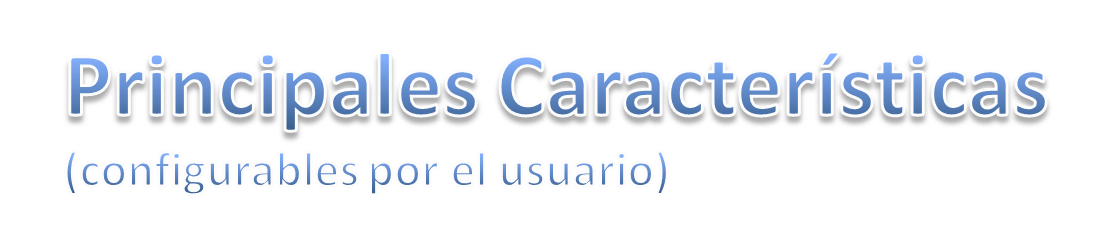 Principales Características
(configurables por el usuario)